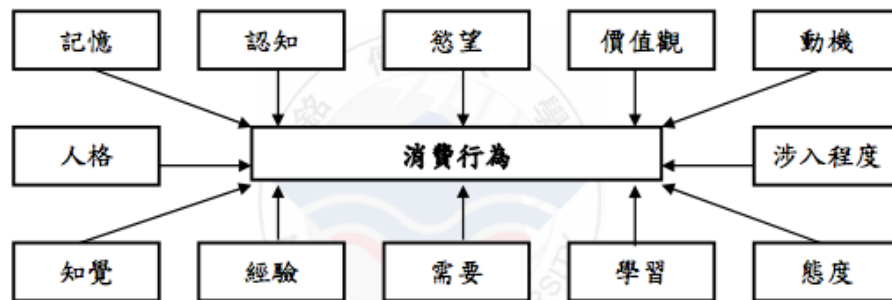 記憶 認知 慾望 價值觀 動機
人格 消費行為 涉入程度
知覺 經驗 需要 學習 態度